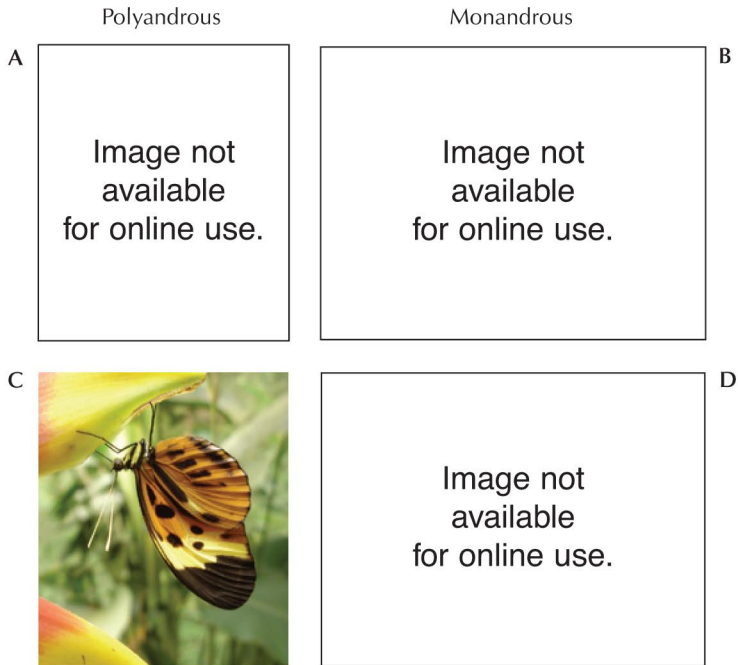 Polyandrous
Monandrous
A
Image not
available
for online use.
B
Image not
available
for online use.
C
D
Image not
available
for online use.